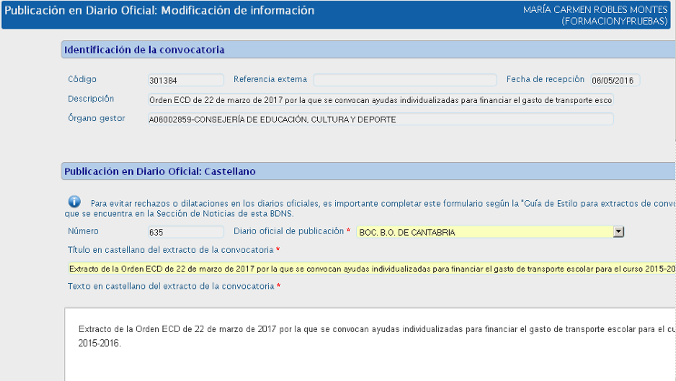 Publicación en Diario Oficial: Modificación de información
MARÍA CARMEN ROBLES MONTES
(FORMACIONYPRUEBAS)
Identificación de la convocatoria
Código 301384 Referencia externa Fecha de recepción 06/05/2016
Descripción Orden ECD de 22 de marzo de 2017 por la que se convocan ayudas individualizadas para financiar el gasto de transporte esco
Órgano gestor A06002859-CONSEJERÍA DE EDUCACIÓN, CULTURA Y DEPORTE
Publicación en Diario Oficial: Castellano
Para evitar rechazos o dilataciones en los diarios oficiales, es importante completar este formulario según la "Guía de Estilo para extractos de convo
que se encuentra en la Sección de Noticias de esta BDNS.
Número 635 Diario oficial de publicación * BOC. B.O. DE CANTABRIA
Título en castellano del extracto de la convocatoria *
Extracto de la Orden ECD de 22 de marzo de 2017 por la que se convocan ayudas individualizadas para financiar el gasto de transporte escolar para el curso 2015-20
Texto en castellano del extracto de la convocatoria *
Extracto de la Orden ECD de 22 de marzo de 2017 por la que se convocan ayudas individualizadas para financiar el gasto de transporte escolar para el cu
2015-2016.